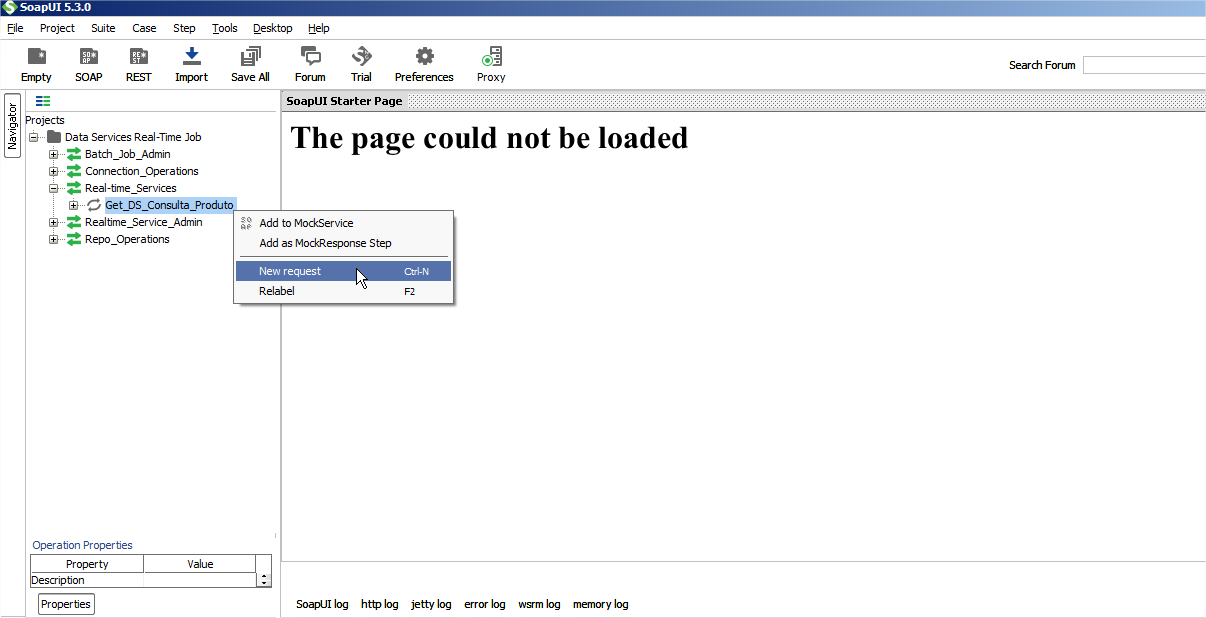 SoapUI 5.3.0
File Project Suite Case Step Tools Desktop Help
Empty SOAP REST Import Save All Forum Trial Preferences Proxy Search Forum
Navigator
SoapUI Starter Page
Projects
The page could not be loaded
Data Services Real-Time Job
Batch_Job_Admin
Connection_Operations
Real-time_Services
Get_DS_Consulta_Produto
Realtime_Service_Admin
Repo_Operations
Add to MockService
Add as MockResponse Step
New request Ctrl-N
Relabel F2
Operation Properties
Property Value
Description
Properties
SoapUI log http log jetty log error log wsrm log memory log